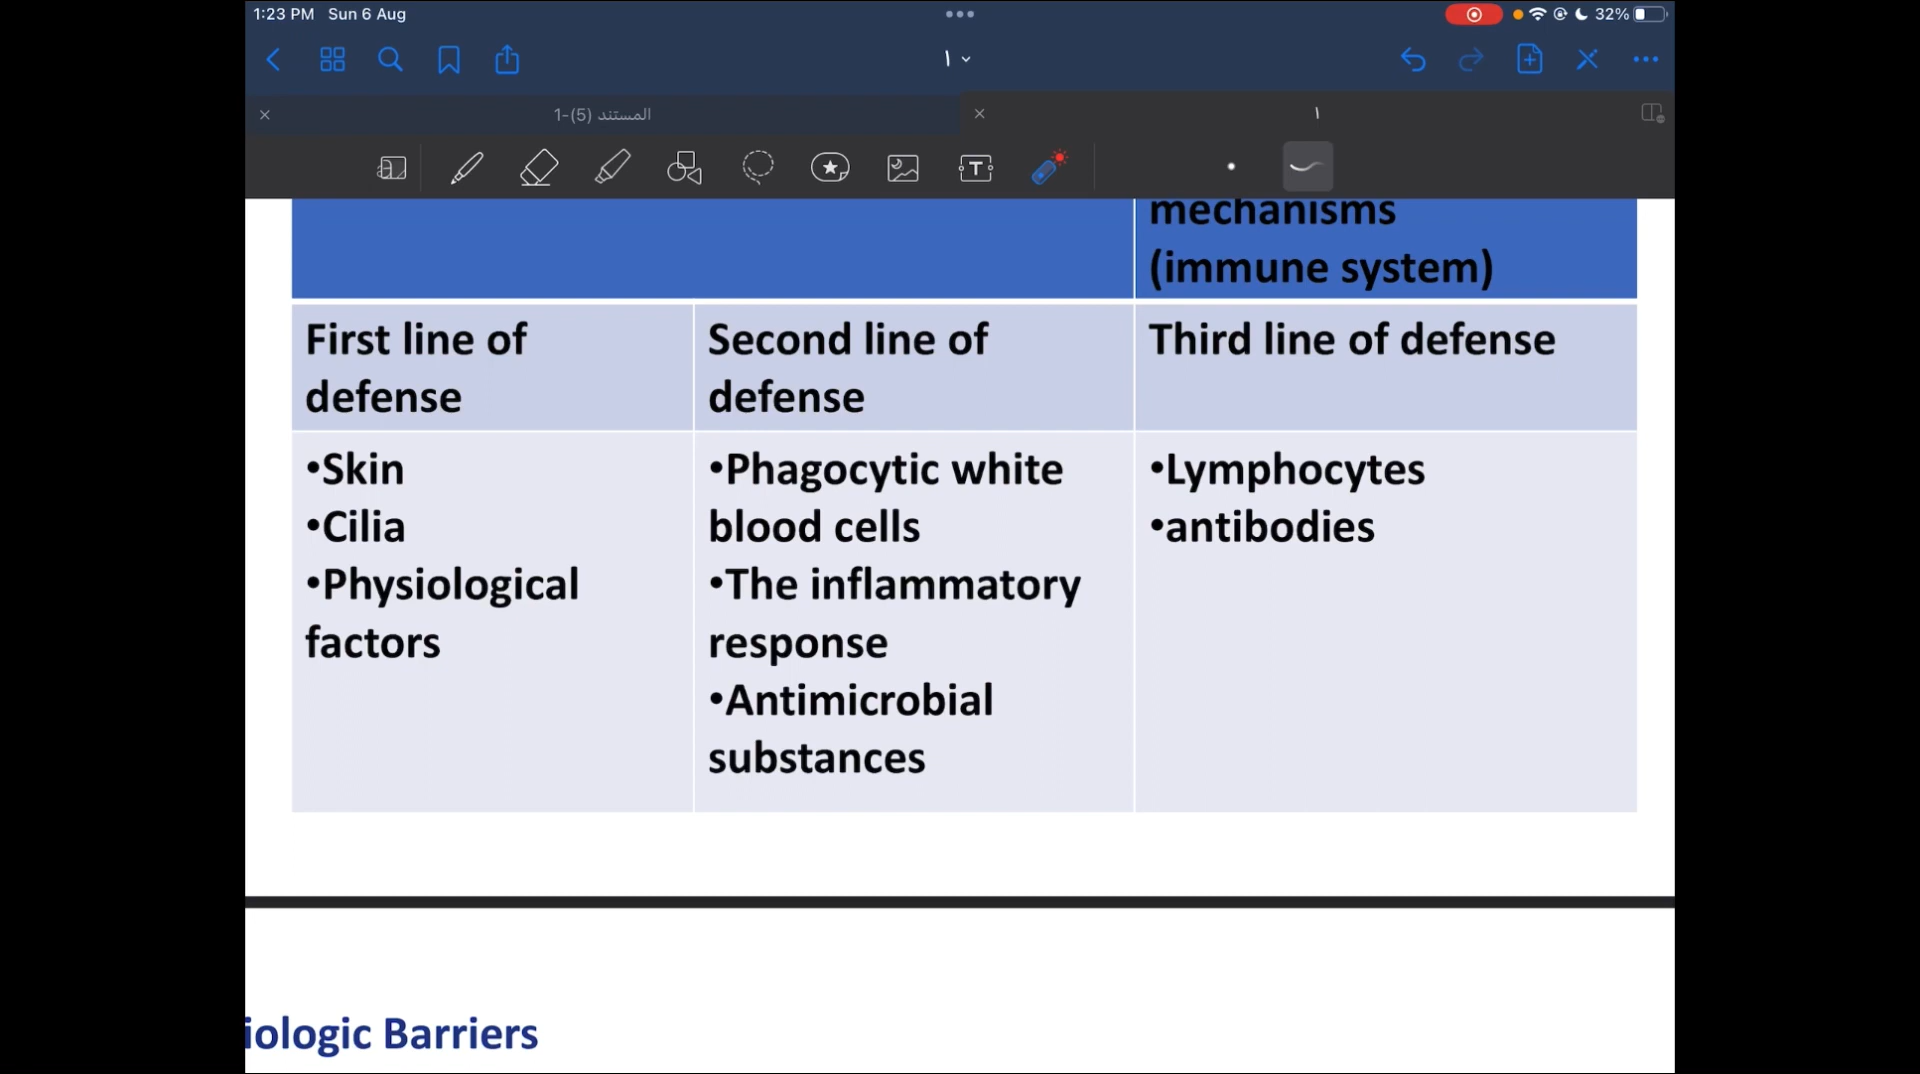 1:23 PM Sun 6 Aug
32%
١
المستند (5)-1
١
mechanisms
(immune system)
First line of
defense
Second line of
defense
Third line of defense
•Skin
•Cilia
•Physiological
factors
•Phagocytic white
blood cells
•The inflammatory
response
•Antimicrobial
substances
•Lymphocytes
•antibodies
iologic Barriers